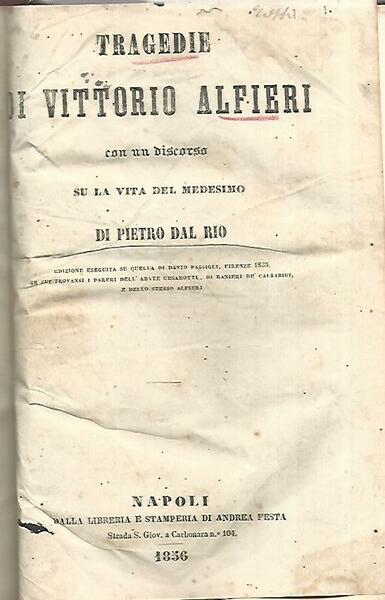 TRAGEDIE
DI VITTORIO ALFIERI
con un discorso
SU LA VITA DEL MEDESIMO
DI PIETRO DAL RIO
EDIZIONE ESEGUITA SU QUELLA DI DAVID PASSIGLI, FIRENZE 1835,
IN CUI TROVANSI I PARERI DELL' ABATE CESAROTTI, DI RANIERI DE' CALSABIGI,
E DELLO STESSO ALFIERI
NAPOLI
DALLA LIBRERIA E STAMPERIA DI ANDREA FESTA
Strada S. Giov. a Carbonara n.º 104.
1856